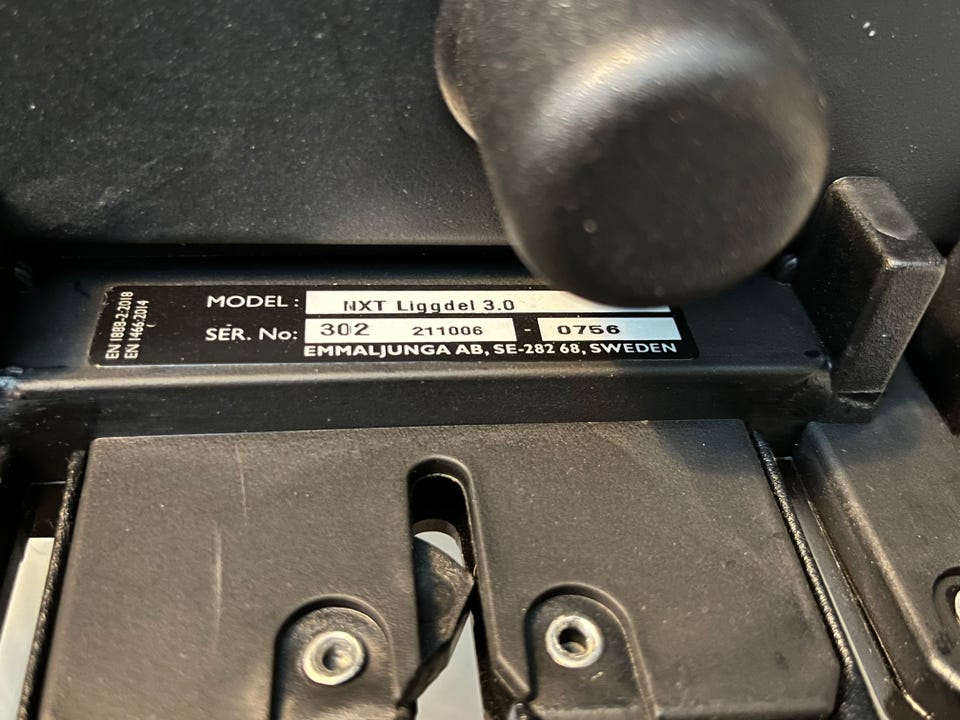 EN 1888-2:2018
EN 1466:2014
MODEL: NXT Liggdel 3.0
SER. No: 302 211006 - 0756
EMMALJUNGA AB, SE-282 68, SWEDEN